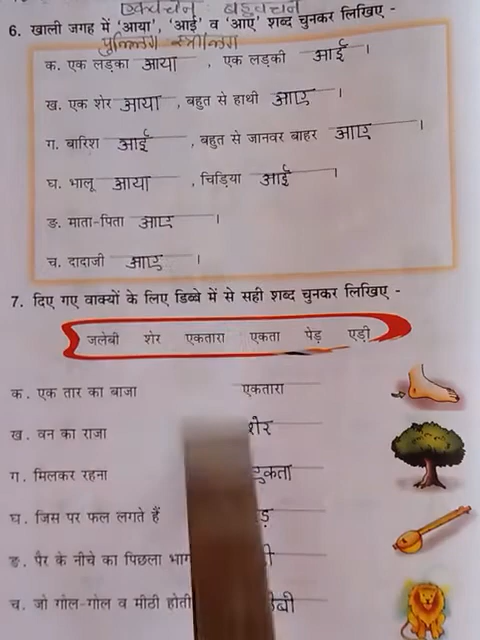 एकवचन बहुवचन
6. खाली जगह में 'आया', 'आई' व 'आए' शब्द चुनकर लिखिए -
पुल्लिंग स्त्रीलिंग
क. एक लड़का आया , एक लड़की आई ।
ख. एक शेर आया , बहुत से हाथी आए ।
ग. बारिश आई , बहुत से जानवर बाहर आए ।
घ. भालू आया , चिड़िया आई ।
ङ. माता-पिता आए ।
च. दादाजी आए ।
7. दिए गए वाक्यों के लिए डिब्बे में से सही शब्द चुनकर लिखिए -
जलेबी शेर एकतारा एकता पेड़ एड़ी
क. एक तार का बाजा एकतारा
ख. वन का राजा शेर
ग. मिलकर रहना एकता
घ. जिस पर फल लगते हैं
ङ. पैर के नीचे का पिछला भाग
च. जो गोल-गोल व मीठी होती